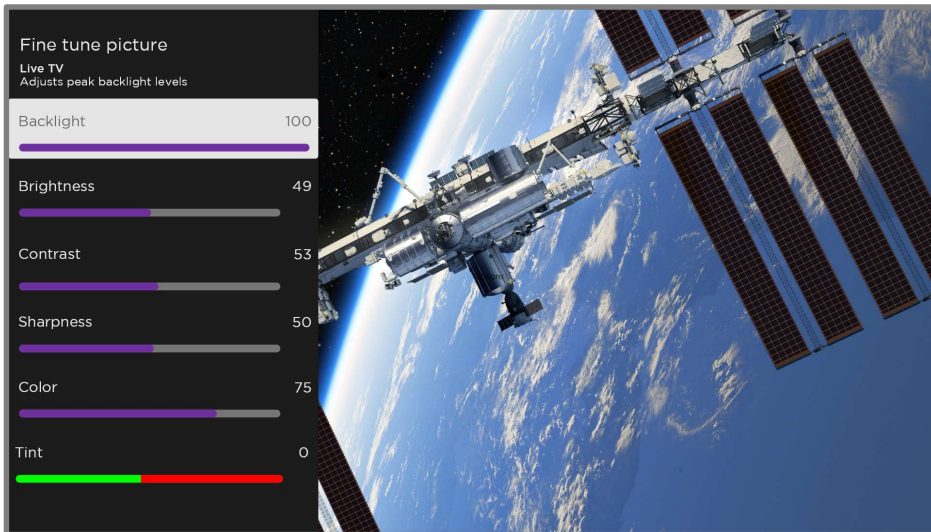 Fine tune picture
Live TV
Adjusts peak backlight levels
Backlight 100
Brightness 49
Contrast 53
Sharpness 50
Color 75
Tint 0